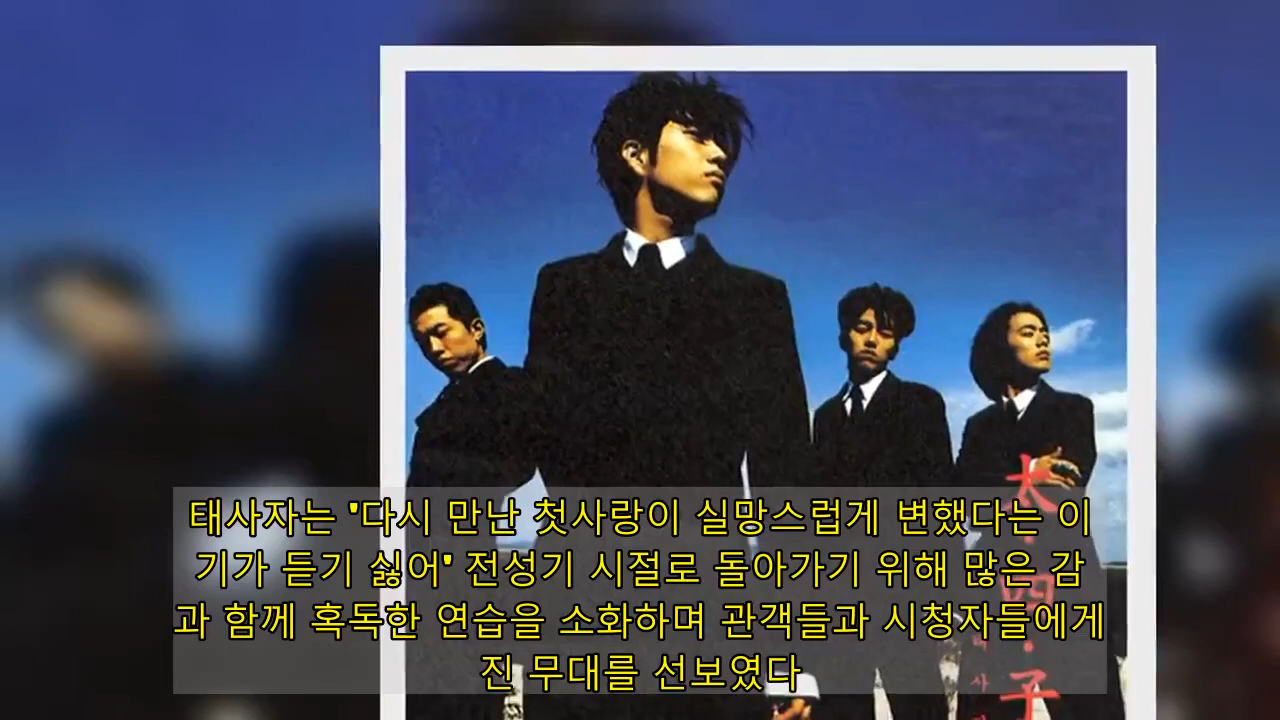 태사자는 '다시 만난 첫사랑이 실망스럽게 변했다는 이
기가 듣기 싫어' 전성기 시절로 돌아가기 위해 많은 감
과 함께 혹독한 연습을 소화하며 관객들과 시청자들에게
진 무대를 선보였다
太·四·子